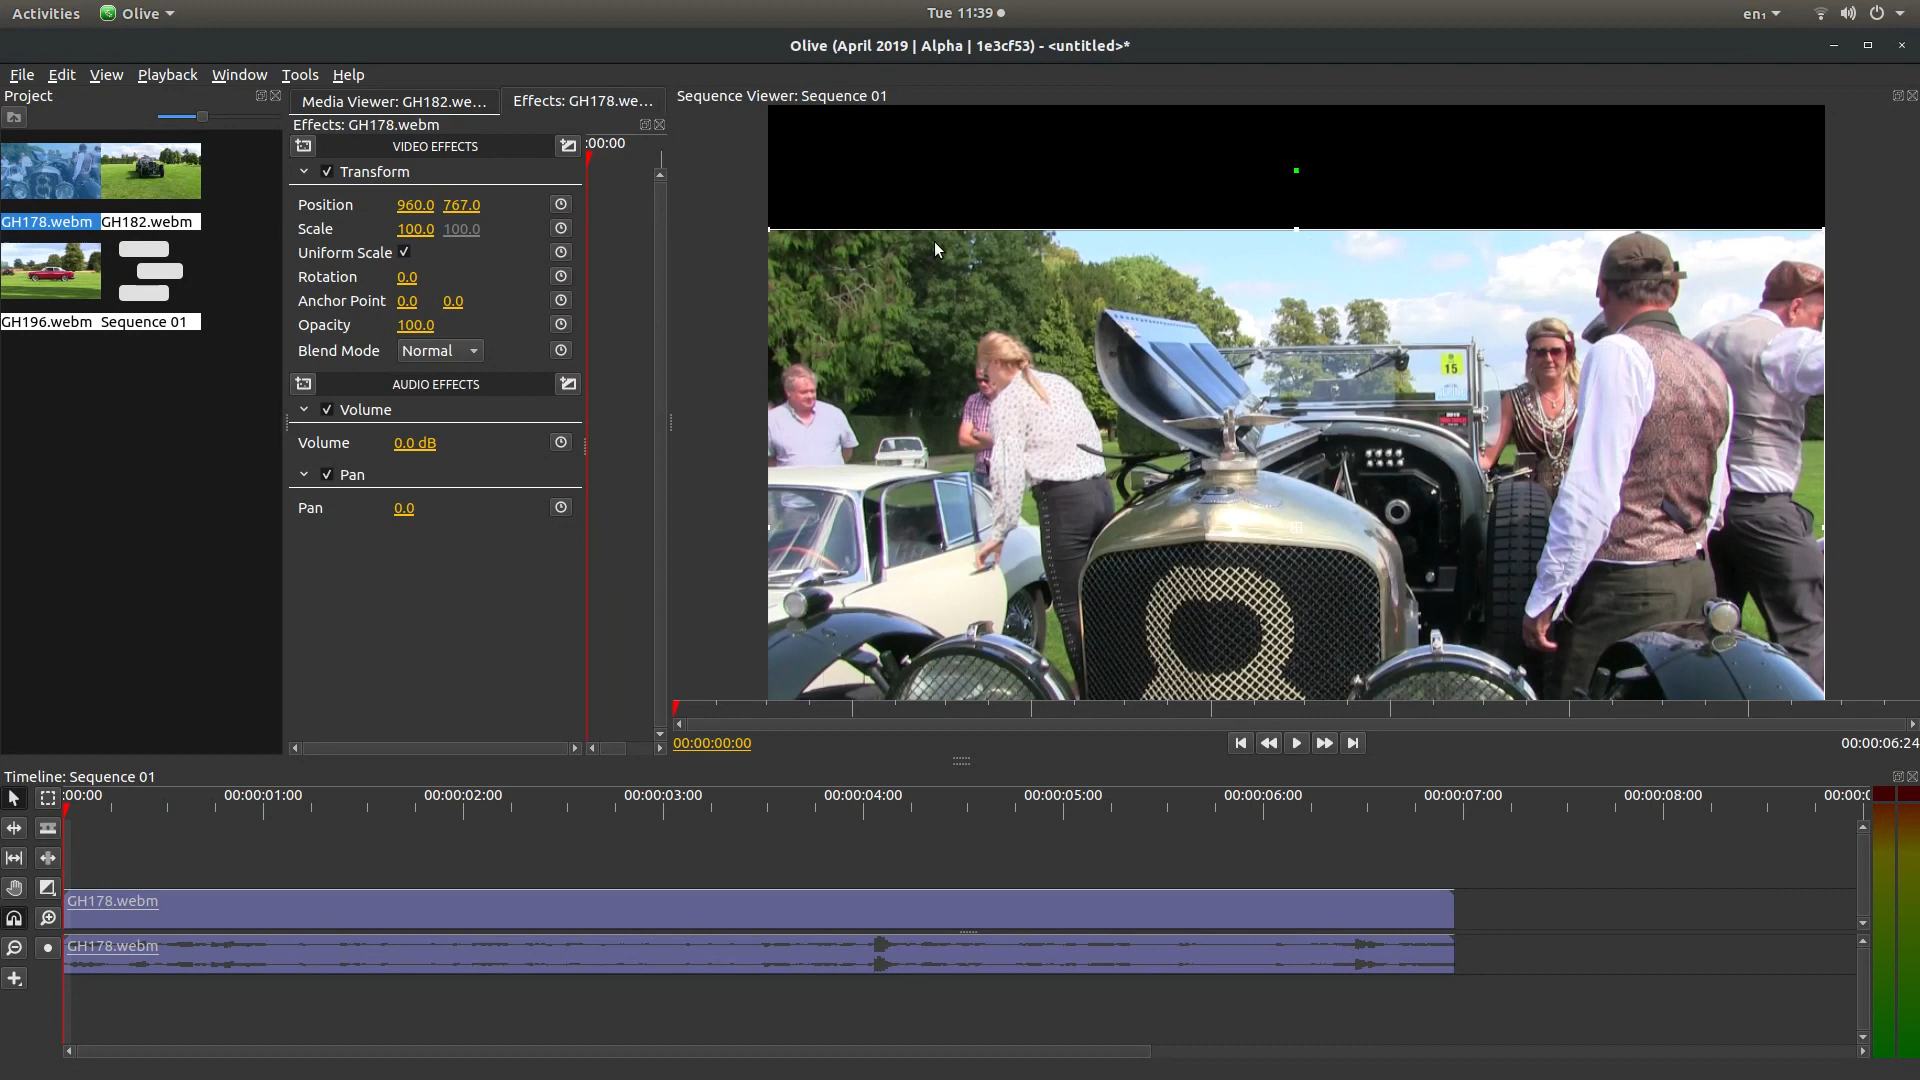 Activities Olive Tue 11:39 en₁
Olive (April 2019 | Alpha | 1e3cf53) - <untitled>*
File Edit View Playback Window Tools Help
Project
Media Viewer: GH182.we... Effects: GH178.we...
Sequence Viewer: Sequence 01
Effects: GH178.webm
VIDEO EFFECTS :00:00
Transform
Position 960.0 767.0
Scale 100.0 100.0
Uniform Scale
Rotation 0.0
Anchor Point 0.0 0.0
Opacity 100.0
Blend Mode Normal
AUDIO EFFECTS
Volume
Volume 0.0 dB
Pan
Pan 0.0
GH178.webm GH182.webm
GH196.webm Sequence 01
15
00:00:00:00 00:00:06:24
Timeline: Sequence 01
:00:00 00:00:01:00 00:00:02:00 00:00:03:00 00:00:04:00 00:00:05:00 00:00:06:00 00:00:07:00 00:00:08:00 00:00:0
GH178.webm
GH178.webm